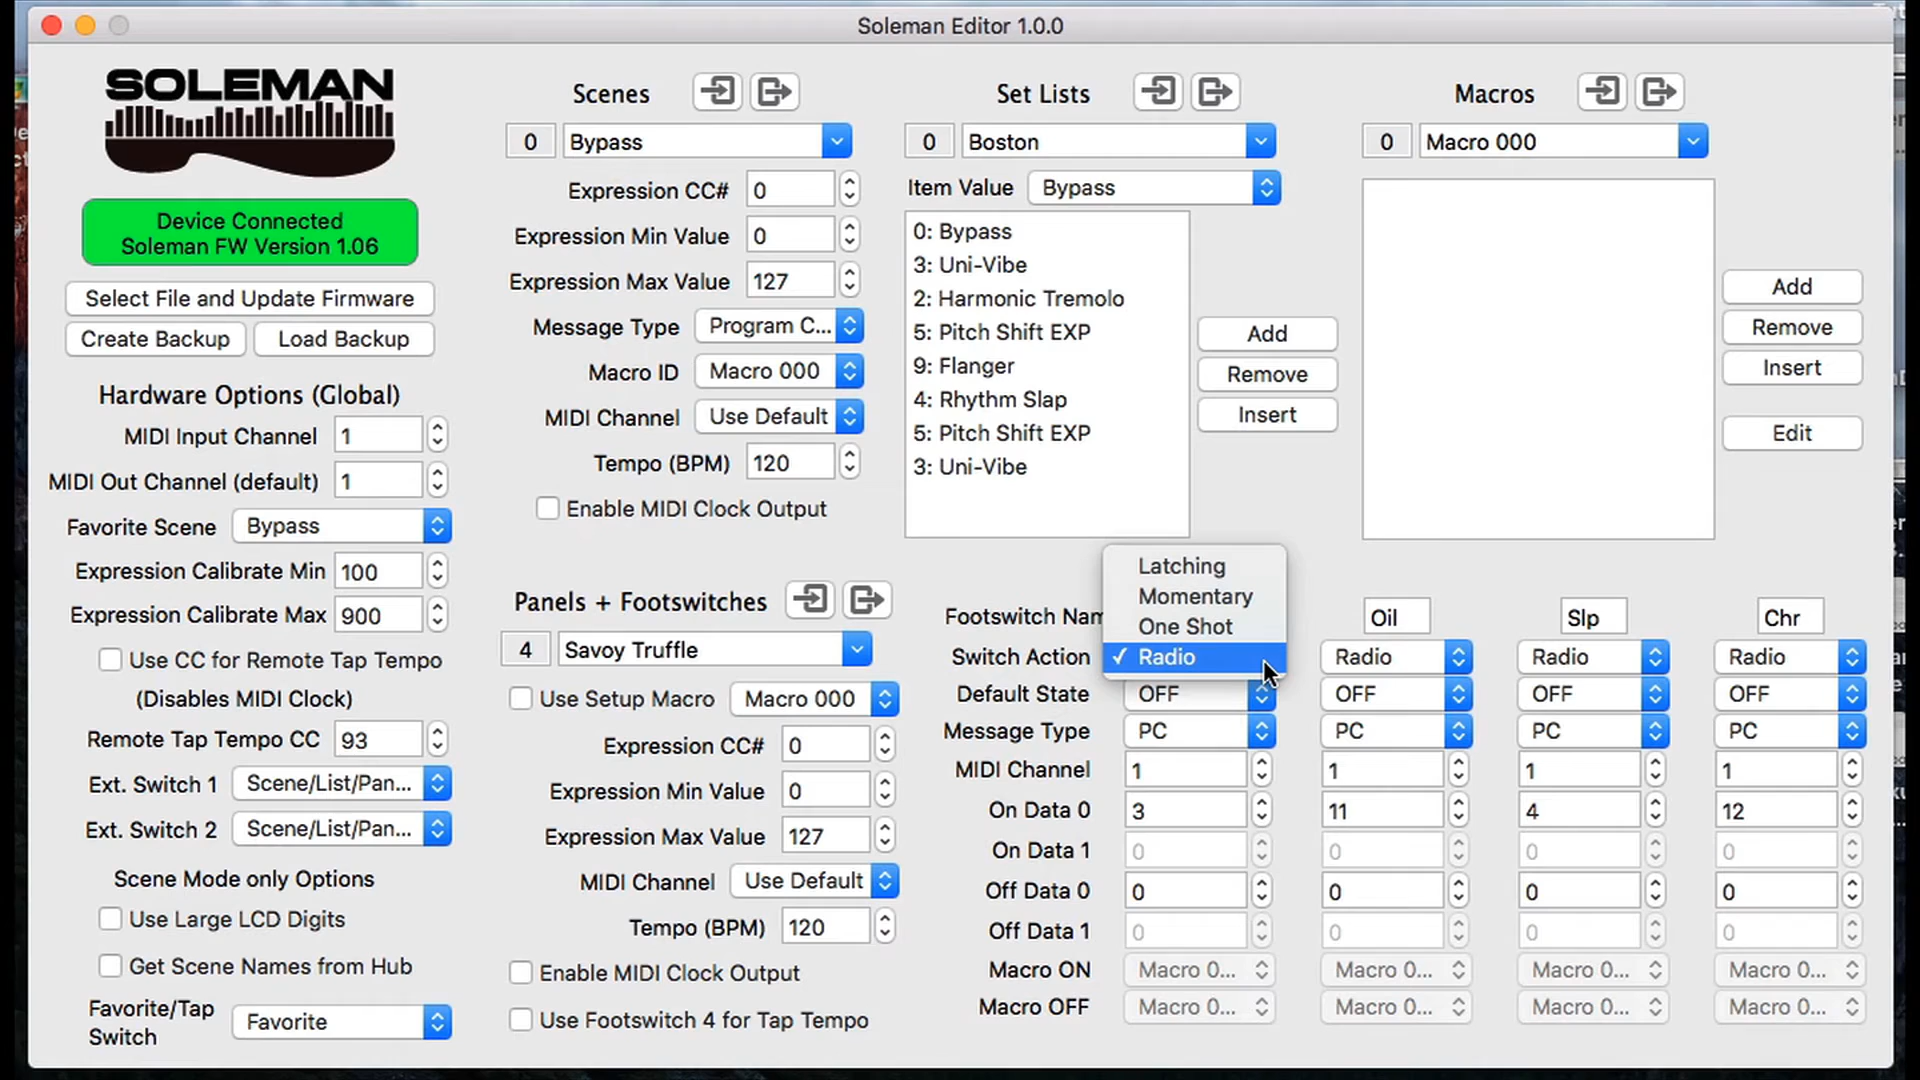 Soleman Editor 1.0.0
SOLEMAN
Device Connected
Soleman FW Version 1.06
Select File and Update Firmware
Create Backup
Load Backup
Hardware Options (Global)
MIDI Input Channel 1
MIDI Out Channel (default) 1
Favorite Scene Bypass
Expression Calibrate Min 100
Expression Calibrate Max 900
Use CC for Remote Tap Tempo
(Disables MIDI Clock)
Remote Tap Tempo CC 93
Ext. Switch 1 Scene/List/Pan...
Ext. Switch 2 Scene/List/Pan...
Scene Mode only Options
Use Large LCD Digits
Get Scene Names from Hub
Favorite/Tap
Switch
Favorite
Scenes
0 Bypass
Expression CC# 0
Expression Min Value 0
Expression Max Value 127
Message Type Program C...
Macro ID Macro 000
MIDI Channel Use Default
Tempo (BPM) 120
Enable MIDI Clock Output
Set Lists
0 Boston
Item Value Bypass
0: Bypass
3: Uni-Vibe
2: Harmonic Tremolo
5: Pitch Shift EXP
9: Flanger
4: Rhythm Slap
5: Pitch Shift EXP
3: Uni-Vibe
Add
Remove
Insert
Macros
0 Macro 000
Add
Remove
Insert
Edit
Panels + Footswitches
4 Savoy Truffle
Use Setup Macro Macro 000
Expression CC# 0
Expression Min Value 0
Expression Max Value 127
MIDI Channel Use Default
Tempo (BPM) 120
Enable MIDI Clock Output
Use Footswitch 4 for Tap Tempo
Latching
Momentary
One Shot
✓ Radio
Footswitch Nam Oil Slp Chr
Switch Action Radio Radio Radio
Default State OFF OFF OFF OFF
Message Type PC PC PC PC
MIDI Channel 1 1 1 1
On Data 0 3 11 4 12
On Data 1 0 0 0 0
Off Data 0 0 0 0 0
Off Data 1 0 0 0 0
Macro ON Macro 0... Macro 0... Macro 0... Macro 0...
Macro OFF Macro 0... Macro 0... Macro 0... Macro 0...